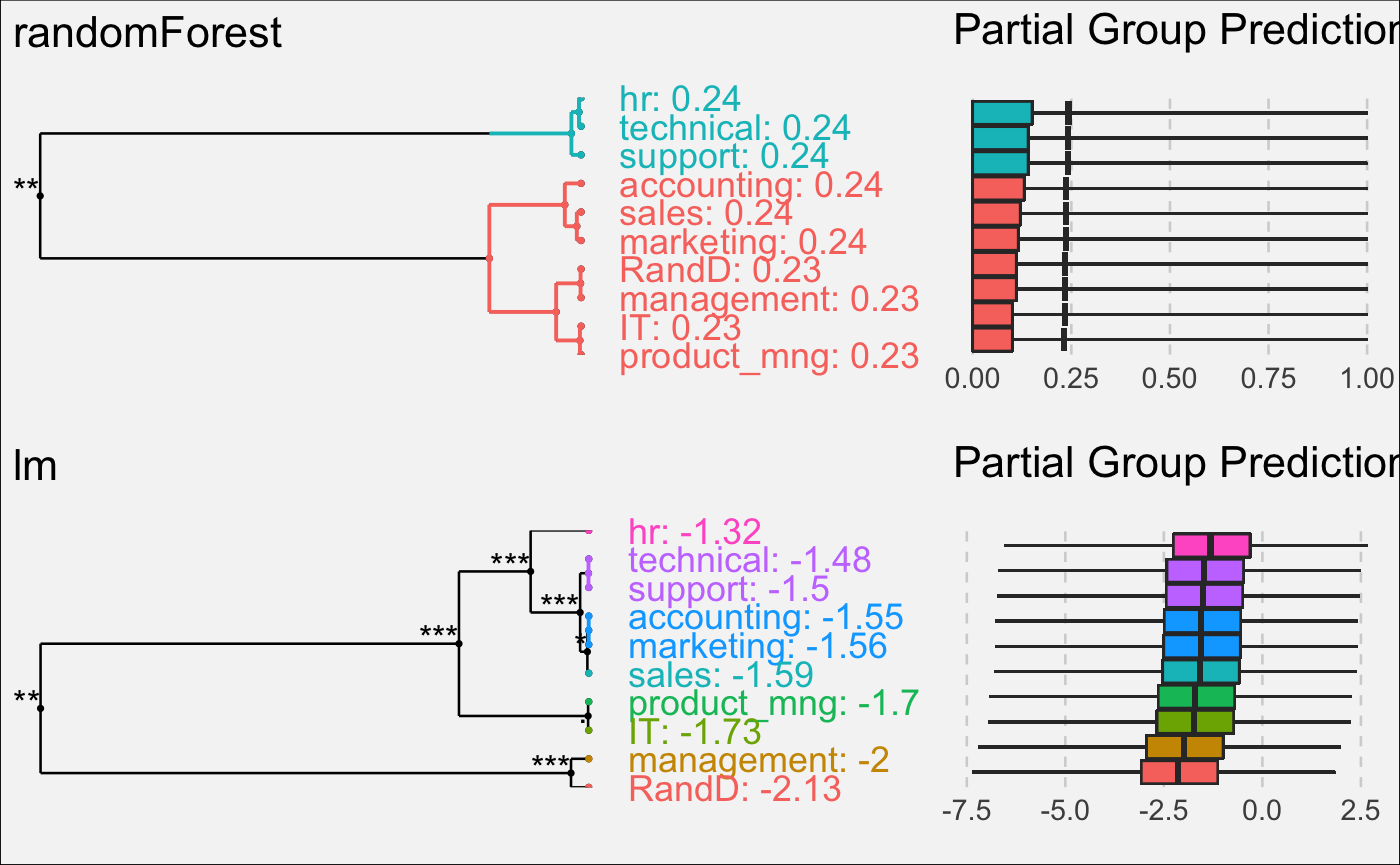 randomForest
Partial Group Prediction
**
hr: 0.24
technical: 0.24
support: 0.24
accounting: 0.24
sales: 0.24
marketing: 0.24
RandD: 0.23
management: 0.23
IT: 0.23
product_mng: 0.23
0.00 0.25 0.50 0.75 1.00
lm
Partial Group Prediction
**
***
***
***
*
.
***
hr: -1.32
technical: -1.48
support: -1.5
accounting: -1.55
marketing: -1.56
sales: -1.59
product_mng: -1.7
IT: -1.73
management: -2
RandD: -2.13
-7.5 -5.0 -2.5 0.0 2.5